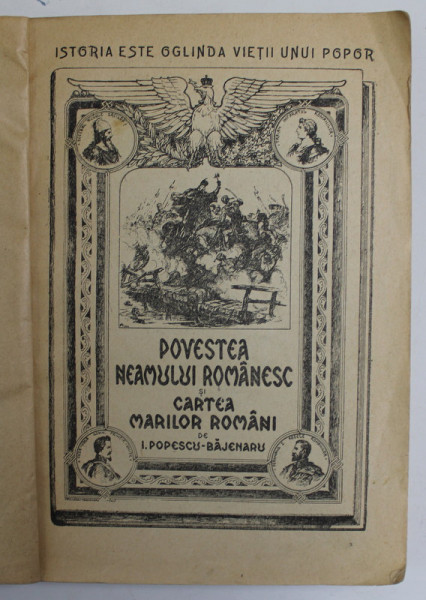 ISTORIA ESTE OGLINDA VIEȚII UNUI POPOR
POVESTEA
NEAMULUI ROMÂNESC
ȘI
CARTEA
MARILOR ROMÂNI
DE
I. POPESCU-BĂJENARU